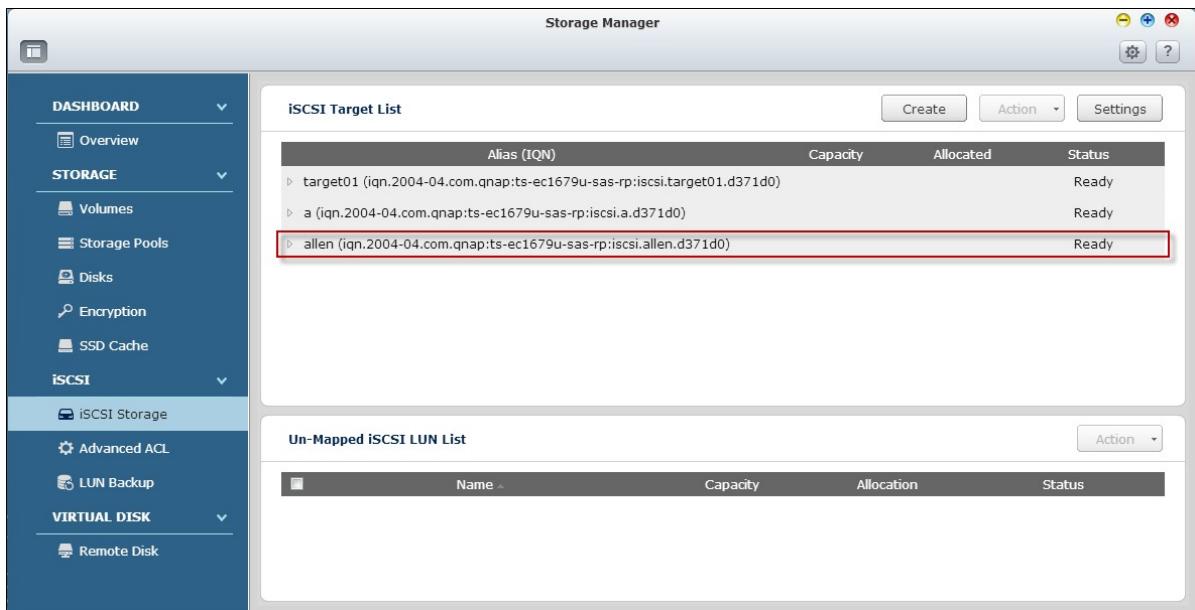 Storage Manager
?
DASHBOARD
Overview
STORAGE
Volumes
Storage Pools
Disks
Encryption
SSD Cache
iSCSI
iSCSI Storage
Advanced ACL
LUN Backup
VIRTUAL DISK
Remote Disk
iSCSI Target List
Create Action Settings
Alias (IQN) Capacity Allocated Status
target01 (iqn.2004-04.com.qnap:ts-ec1679u-sas-rp:iscsi.target01.d371d0) Ready
a (iqn.2004-04.com.qnap:ts-ec1679u-sas-rp:iscsi.a.d371d0) Ready
allen (iqn.2004-04.com.qnap:ts-ec1679u-sas-rp:iscsi.allen.d371d0) Ready
Un-Mapped iSCSI LUN List
Action
Name Capacity Allocation Status